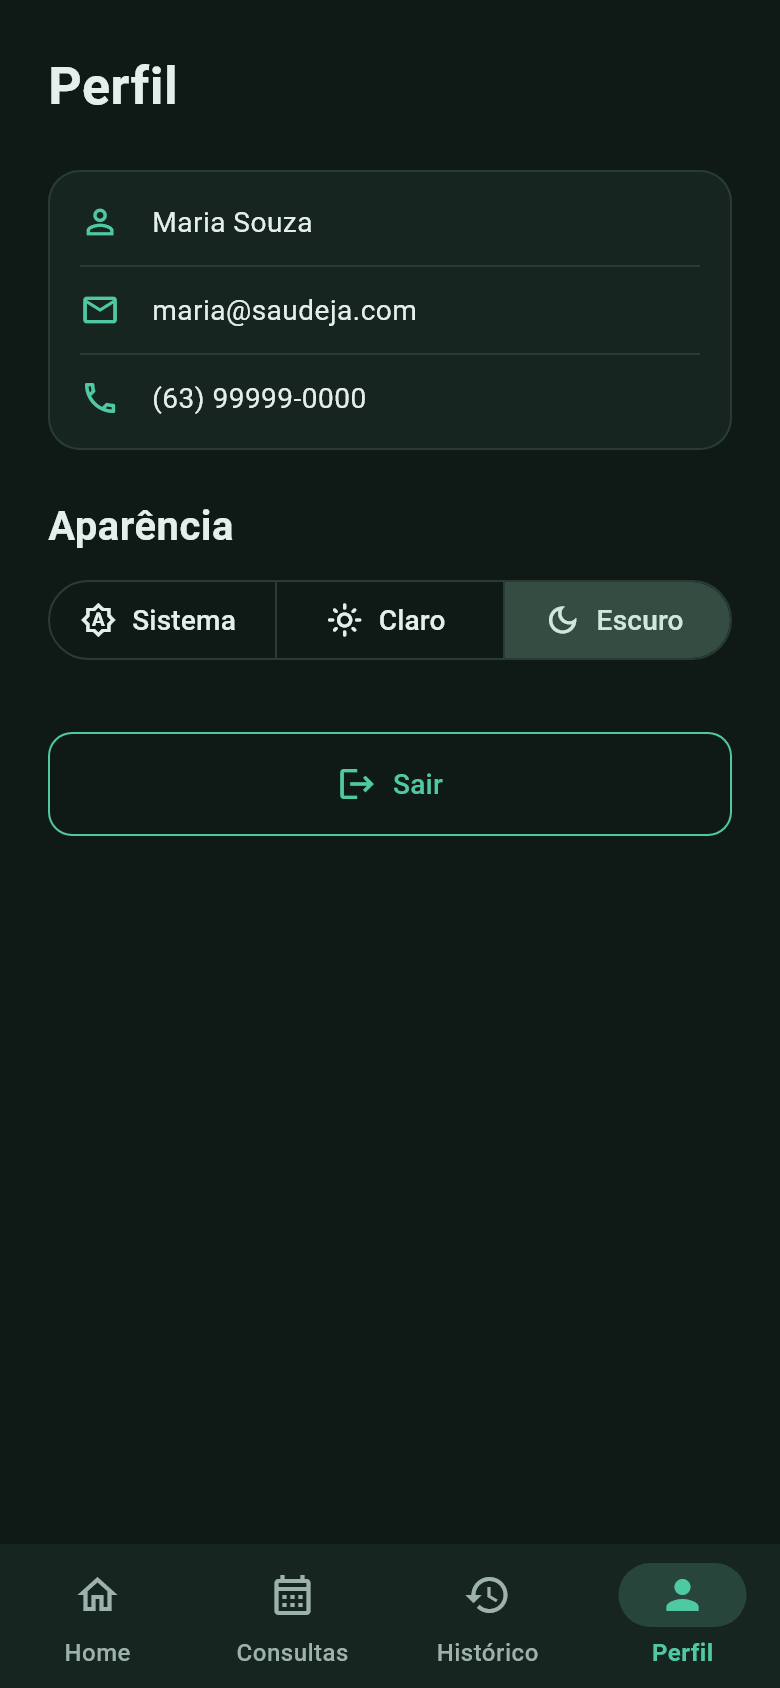 Perfil
Maria Souza
maria@saudeja.com
(63) 99999-0000
Aparência
Sistema
Claro
Escuro
Sair
Home
Consultas
Histórico
Perfil